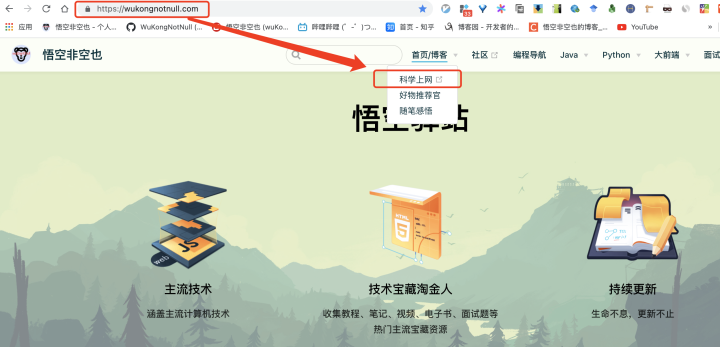 https://wukongnotnull.com
应用
悟空非空也 - 个人...
WuKongNotNull (...
悟空非空也 (wuKo...
哔哩哔哩 (゜-゜)つ...
首页 - 知乎
博客园 - 开发者的...
悟空非空也的博客_...
YouTube
»
悟空非空也
首页/博客
社区
编程导航
Java
Python
大前端
面试
科学上网
好物推荐官
随笔感悟
悟空驿站
HTML
5
JS
web
主流技术
涵盖主流计算机技术
技术宝藏淘金人
收集教程、笔记、视频、电子书、面试题等
热门主流宝藏资源
持续更新
生命不息，更新不止